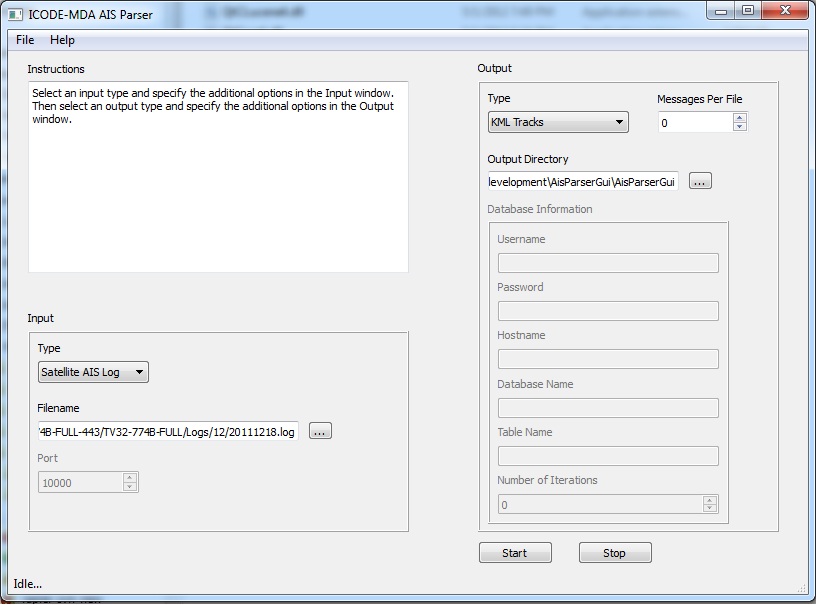 ICODE-MDA AIS Parser
File Help
Instructions
Select an input type and specify the additional options in the Input window.
Then select an output type and specify the additional options in the Output
window.
Input
Type
Satellite AIS Log
Filename
4B-FULL-443/TV32-774B-FULL/Logs/12/20111218.log
...
Port
10000
Output
Type
Messages Per File
KML Tracks
0
Output Directory
levelopment\AisParserGui\AisParserGui
...
Database Information
Username
Password
Hostname
Database Name
Table Name
Number of Iterations
0
Start
Stop
Idle...